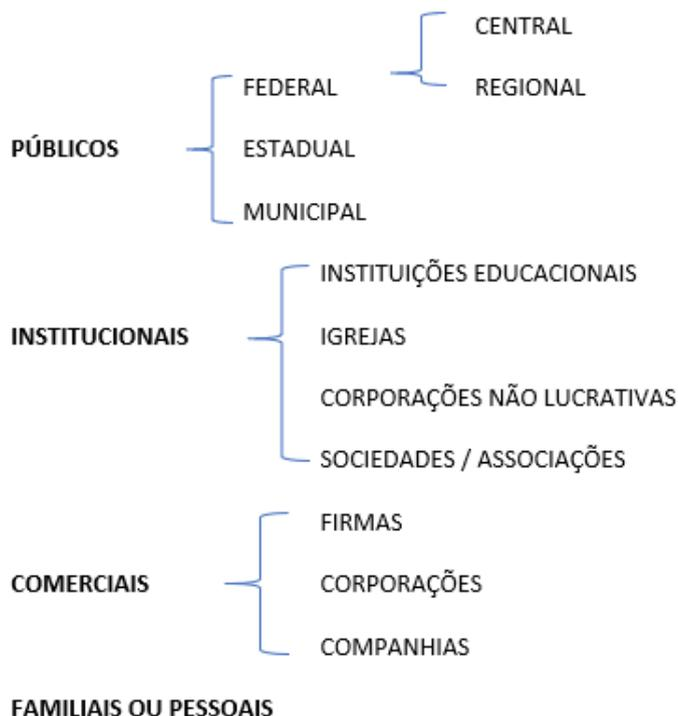 CENTRAL
FEDERAL
REGIONAL
PÚBLICOS
ESTADUAL
MUNICIPAL
INSTITUIÇÕES EDUCACIONAIS
INSTITUCIONAIS
IGREJAS
CORPORAÇÕES NÃO LUCRATIVAS
SOCIEDADES / ASSOCIAÇÕES
FIRMAS
COMERCIAIS
CORPORAÇÕES
COMPANHIAS
FAMILIAIS OU PESSOAIS